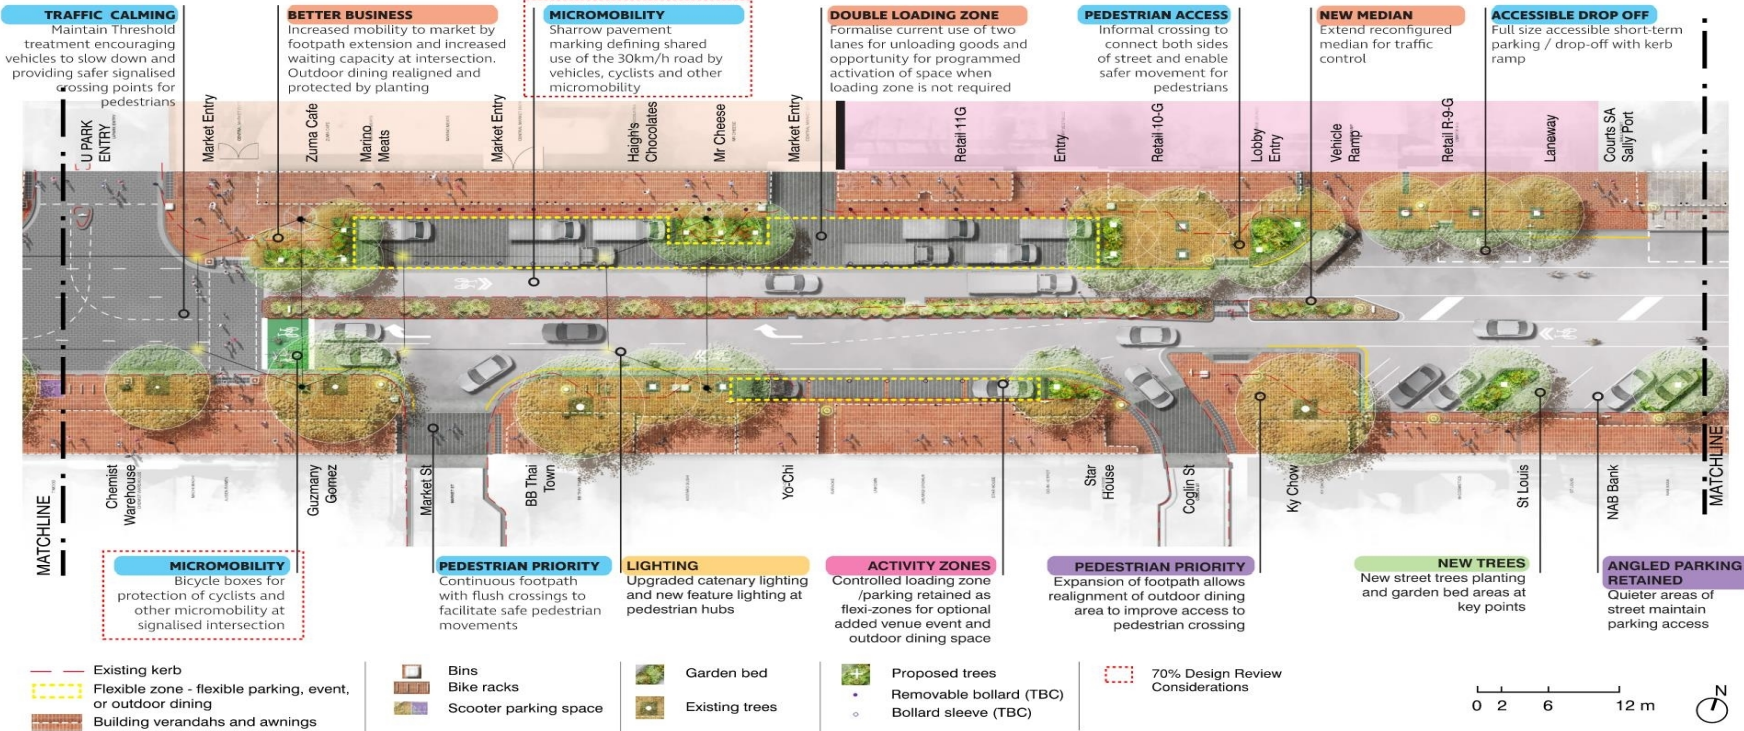 TRAFFIC CALMING
Maintain Threshold
treatment encouraging
vehicles to slow down and
providing safer signalised
crossing points for
pedestrians
BETTER BUSINESS
Increased mobility to market by
footpath extension and increased
waiting capacity at intersection.
Outdoor dining realigned and
protected by planting
MICROMOBILITY
Sharrow pavement
marking defining shared
use of the 30km/h road by
vehicles, cyclists and other
micromobility
DOUBLE LOADING ZONE
Formalise current use of two
lanes for unloading goods and
opportunity for programmed
activation of space when
loading zone is not required
PEDESTRIAN ACCESS
Informal crossing to
connect both sides
of street and enable
safer movement for
pedestrians
NEW MEDIAN
Extend reconfigured
median for traffic
control
ACCESSIBLE DROP OFF
Full size accessible short-term
parking / drop-off with kerb
ramp
U PARK
ENTRY
Market Entry
Zuma Cafe
Marino
Meats
Market Entry
Haigh's
Chocolates
Mr Cheese
Market Entry
Retail 11G
Entry
Retail 10-G
Lobby
Entry
Vehicle
Ramp
Retail R-9-G
Laneway
Courts SA
Sally Port
MATCHLINE
Chemist
Warehouse
Guzmany
Gomez
Market St
BB Thai
Town
Yo-Chi
Star
House
Coglin St
Ky Chow
St Louis
NAB Bank
MATCHLINE
MICROMOBILITY
Bicycle boxes for
protection of cyclists and
other micromobility at
signalised intersection
PEDESTRIAN PRIORITY
Continuous footpath
with flush crossings to
facilitate safe pedestrian
movements
LIGHTING
Upgraded catenary lighting
and new feature lighting at
pedestrian hubs
ACTIVITY ZONES
Controlled loading zone
/parking retained as
flexi-zones for optional
added venue event and
outdoor dining space
PEDESTRIAN PRIORITY
Expansion of footpath allows
realignment of outdoor dining
area to improve access to
pedestrian crossing
NEW TREES
New street trees planting
and garden bed areas at
key points
ANGLED PARKING
RETAINED
Quieter areas of
street maintain
parking access
Existing kerb
Flexible zone - flexible parking, event,
or outdoor dining
Building verandahs and awnings
Bins
Bike racks
Scooter parking space
Garden bed
Existing trees
Proposed trees
Removable bollard (TBC)
Bollard sleeve (TBC)
70% Design Review
Considerations
0 2 6 12 m
N